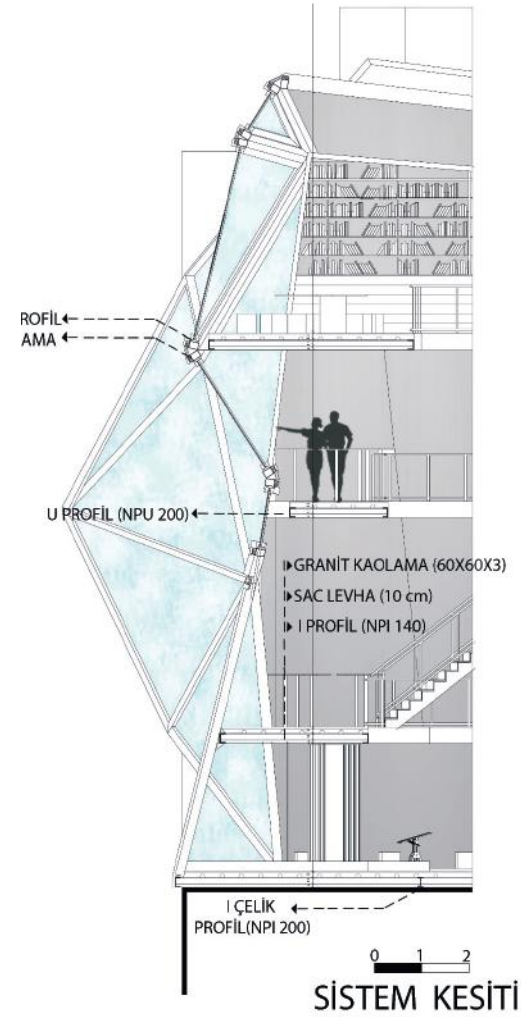 ROFİL
AMA
U PROFİL (NPU 200)
GRANİT KAOLAMA (60X60X3)
SAC LEVHA (10 cm)
I PROFİL (NPI 140)
I ÇELİK
PROFİL(NPI 200)
0 1 2
SİSTEM KESİTİ